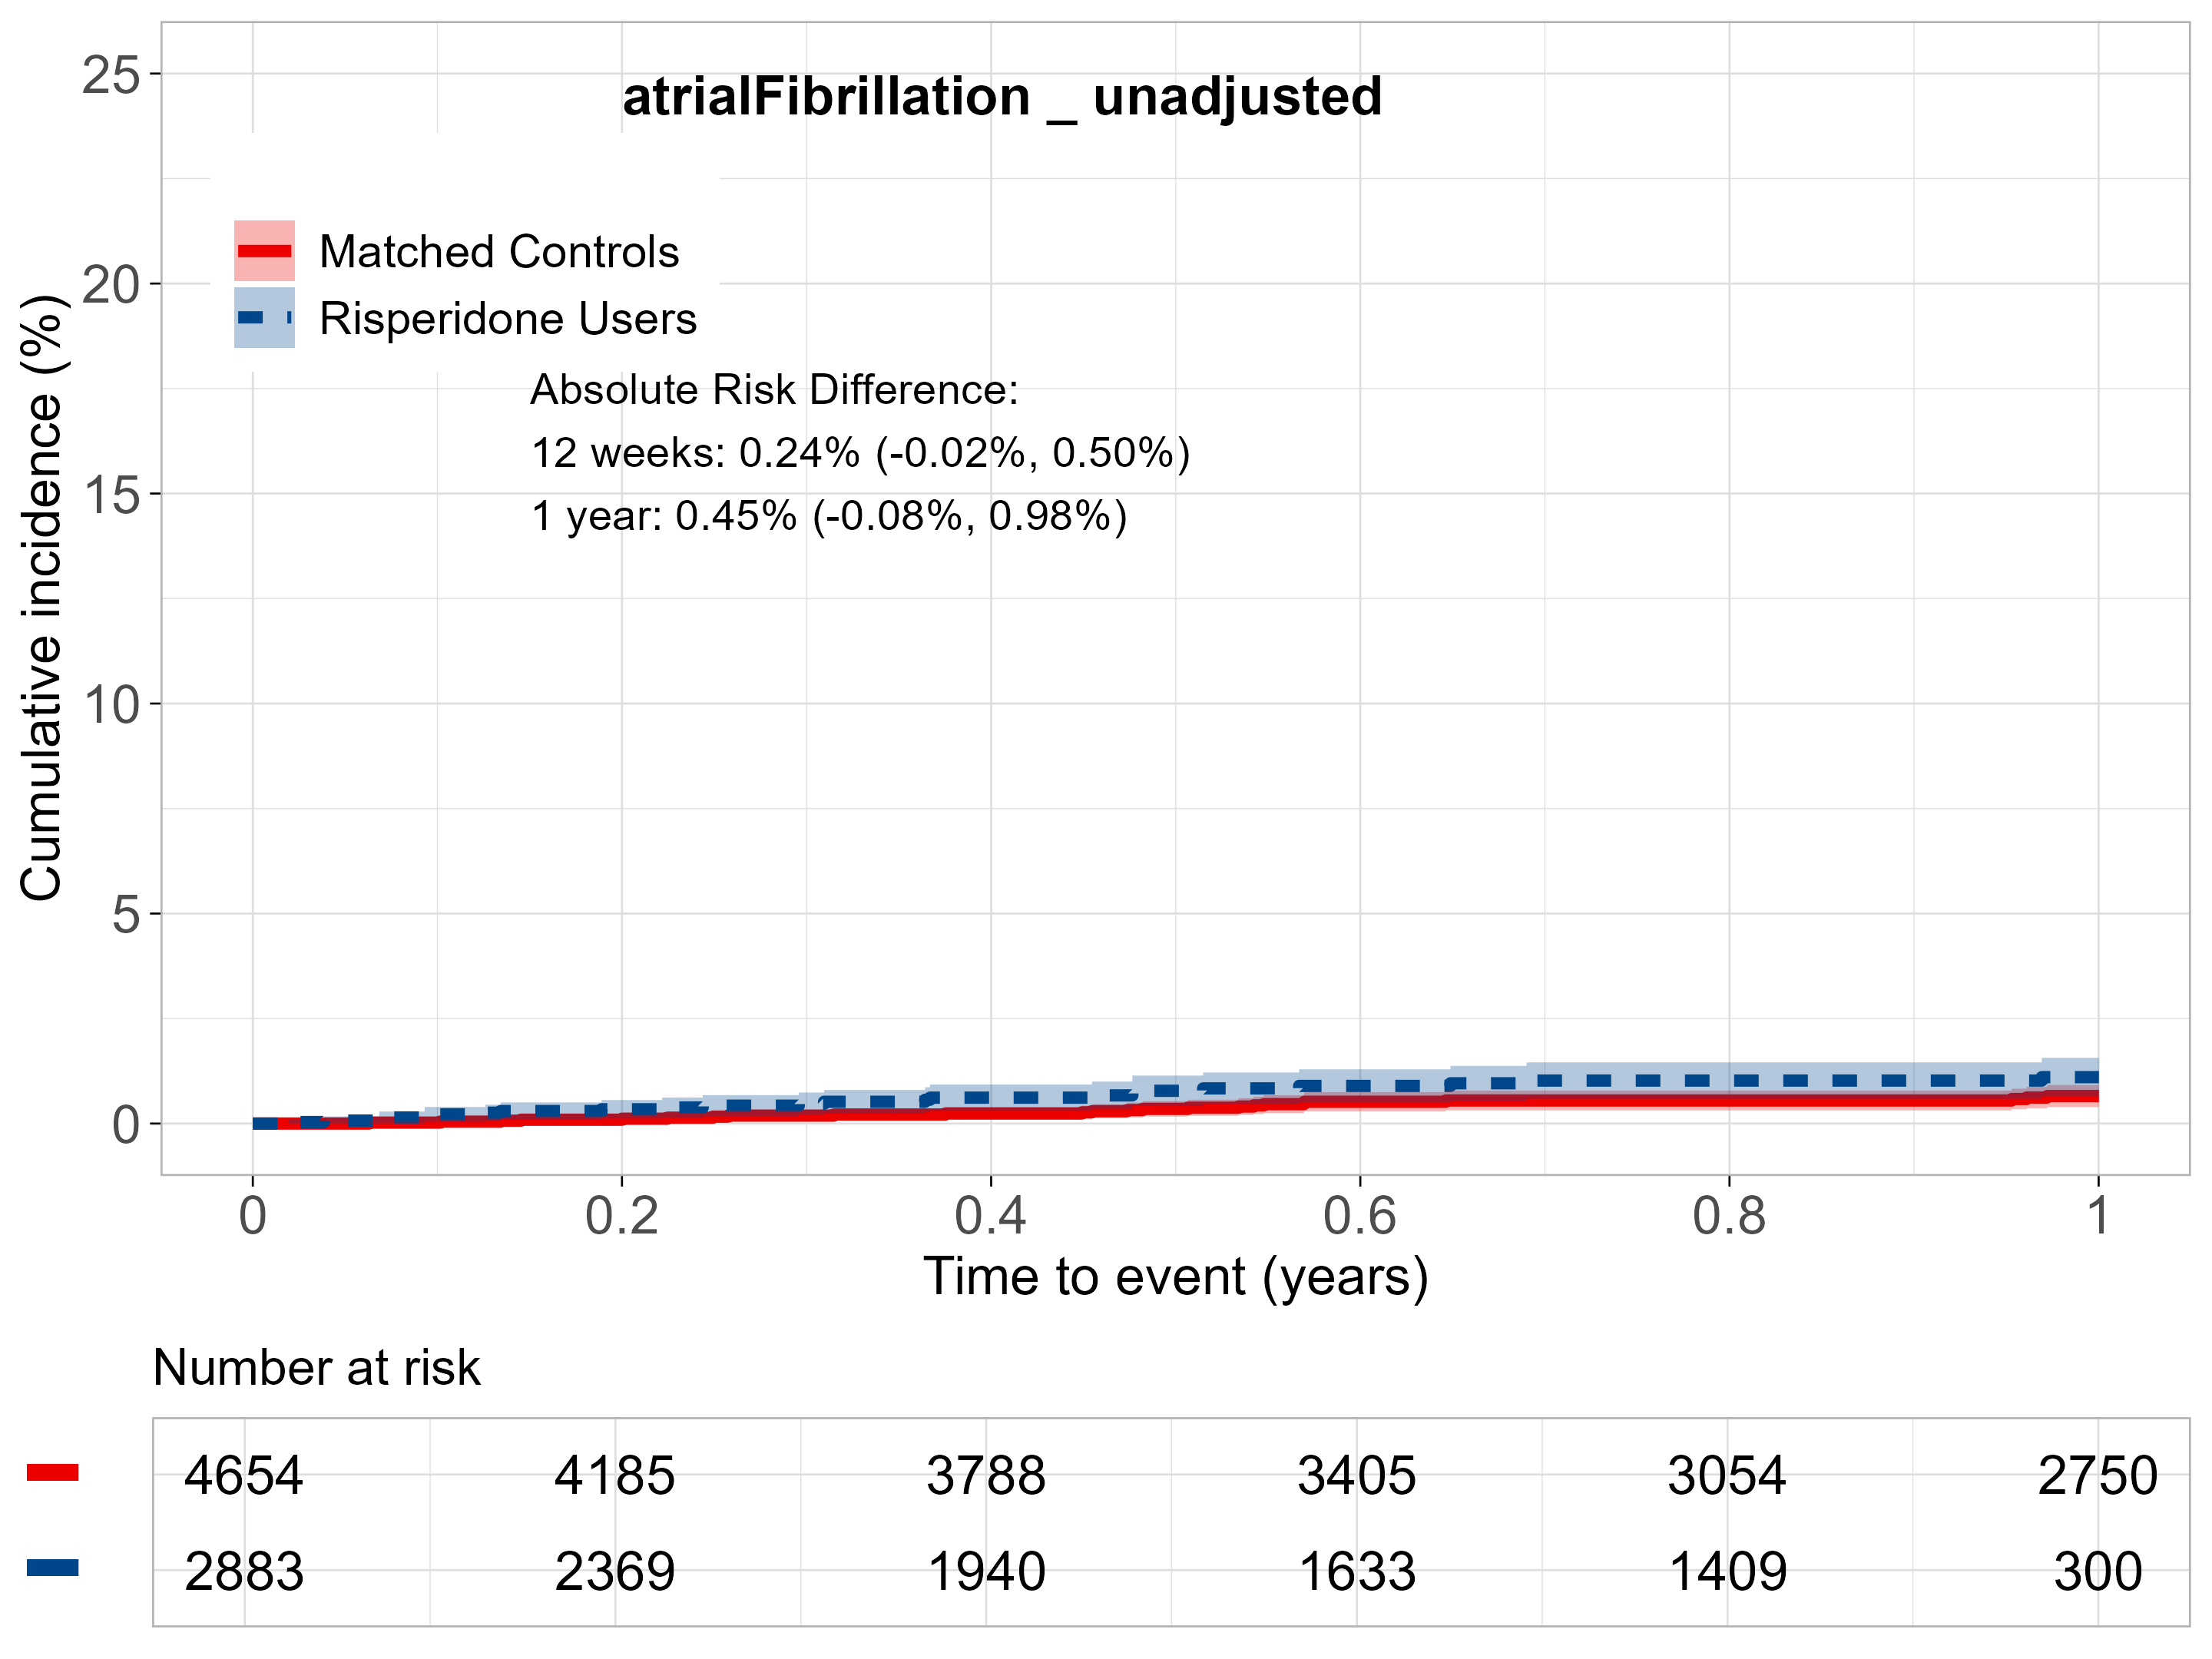 atrialFibrillation _ unadjusted
Matched Controls
Risperidone Users
Absolute Risk Difference:
12 weeks: 0.24% (-0.02%, 0.50%)
1 year: 0.45% (-0.08%, 0.98%)
Cumulative incidence (%)
25
20
15
10
5
0
0 0.2 0.4 0.6 0.8 1
Time to event (years)
Number at risk
4654 4185 3788 3405 3054 2750
2883 2369 1940 1633 1409 300